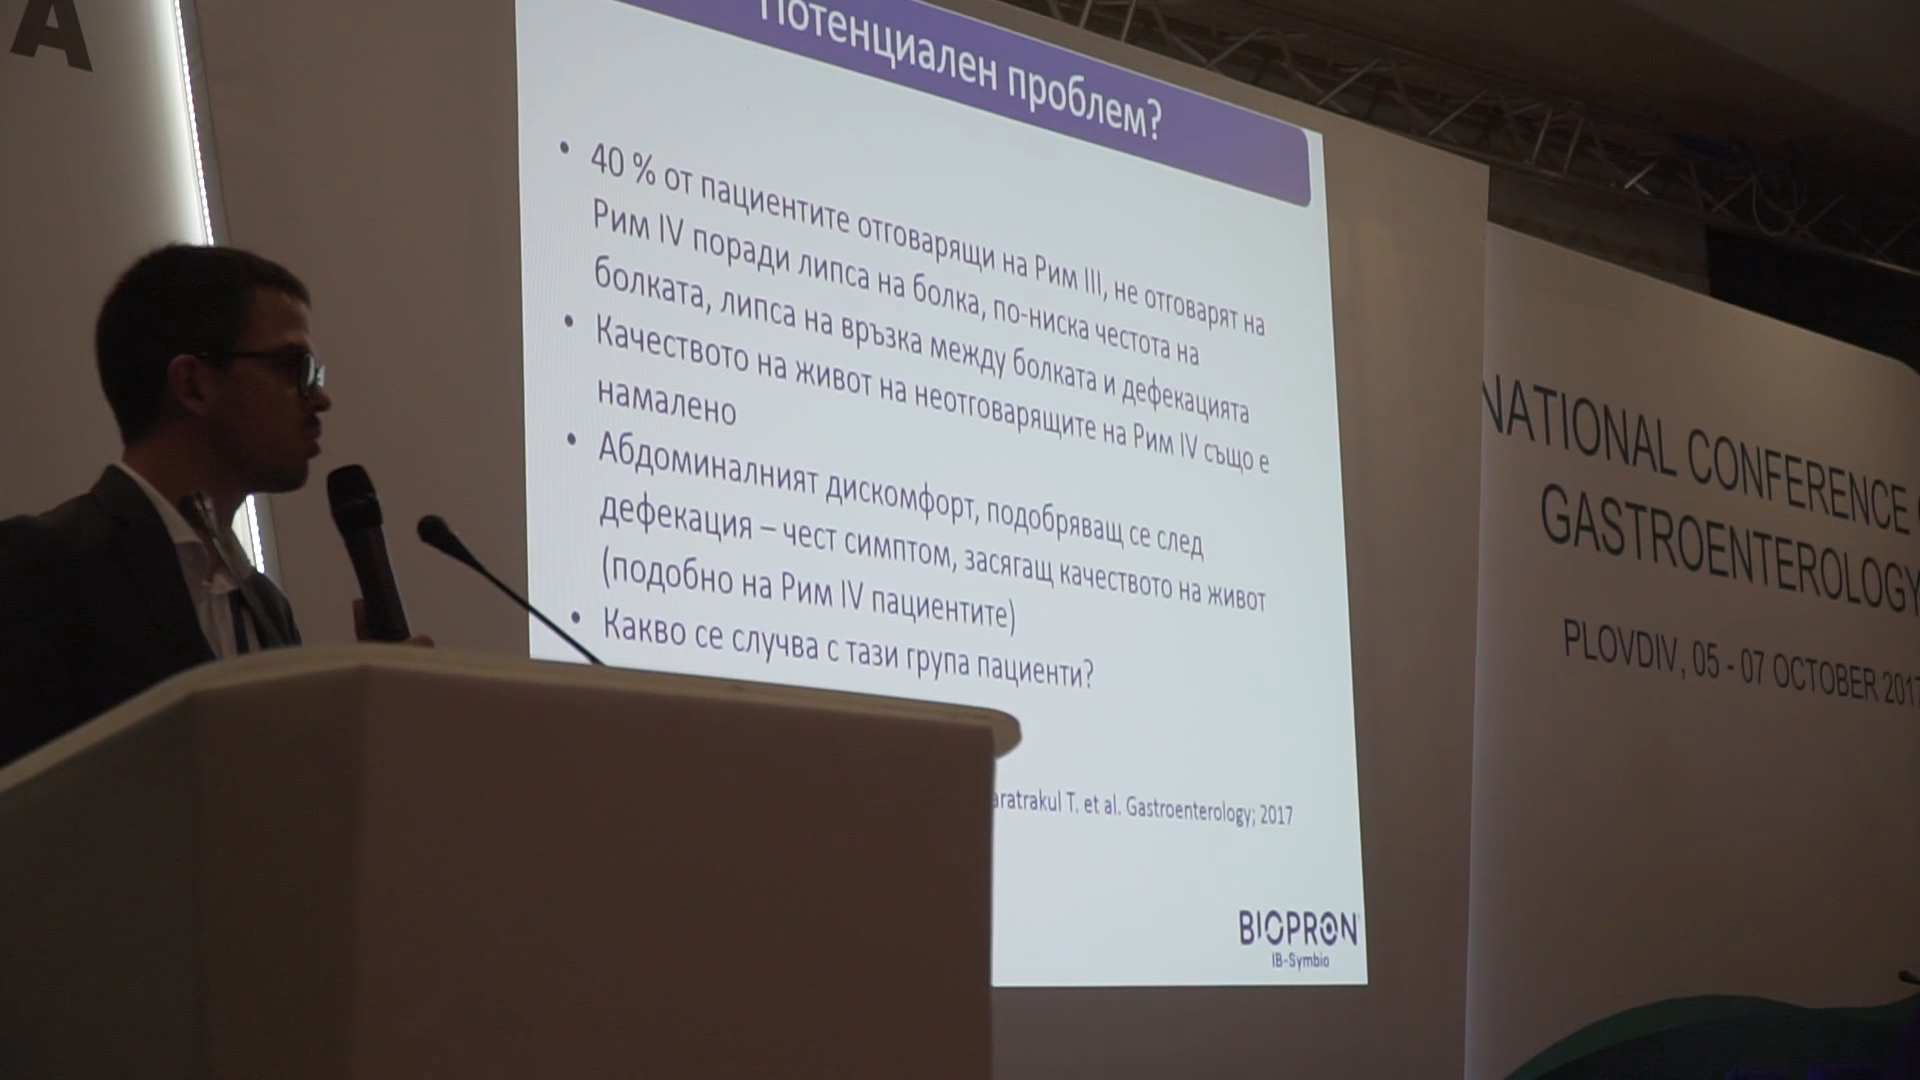 А
Потенциален проблем?
• 40 % от пациентите отговарящи на Рим III, не отговарят на
Рим IV поради липса на болка, по-ниска честота на
болката, липса на връзка между болката и дефекацията
• Качеството на живот на неотговарящите на Рим IV също е
намалено
• Абдоминалният дискомфорт, подобряващ се след
дефекация – чест симптом, засягащ качеството на живот
(подобно на Рим IV пациентите)
• Какво се случва с тази група пациенти?
aratrakul T. et al. Gastroenterology; 2017
BIOPRON
IB-Symbio
NATIONAL CONFERENCE
GASTROENTEROLOGY
PLOVDIV, 05 - 07 OCTOBER 2017